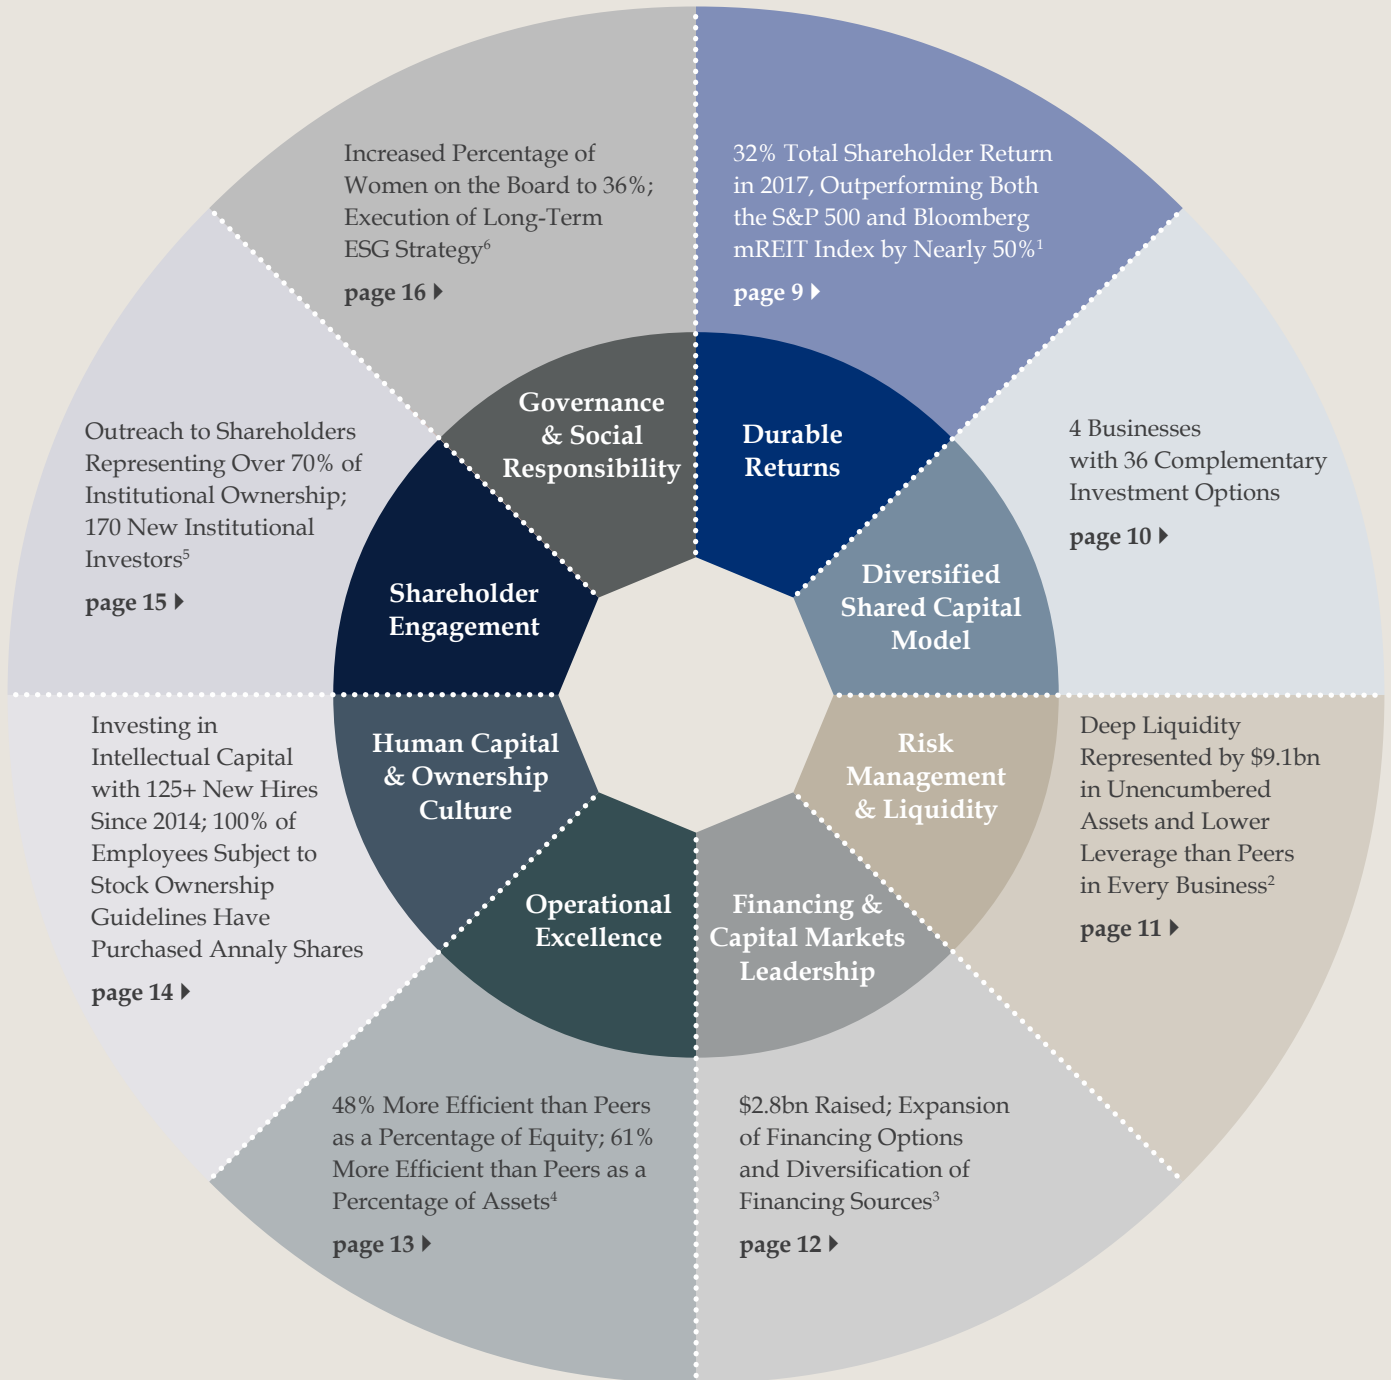 Increased Percentage of
Women on the Board to 36%;
Execution of Long-Term
ESG Strategy⁶
page 16
32% Total Shareholder Return
in 2017, Outperforming Both
the S&P 500 and Bloomberg
mREIT Index by Nearly 50%¹
page 9
Governance
& Social
Responsibility
Durable
Returns
Outreach to Shareholders
Representing Over 70% of
Institutional Ownership;
170 New Institutional
Investors⁵
page 15
Shareholder
Engagement
Diversified
Shared Capital
Model
4 Businesses
with 36 Complementary
Investment Options
page 10
Investing in
Intellectual Capital
with 125+ New Hires
Since 2014; 100% of
Employees Subject to
Stock Ownership
Guidelines Have
Purchased Annaly Shares
page 14
Human Capital
& Ownership
Culture
Risk
Management
& Liquidity
Deep Liquidity
Represented by $9.1bn
in Unencumbered
Assets and Lower
Leverage than Peers
in Every Business²
page 11
Operational
Excellence
Financing &
Capital Markets
Leadership
48% More Efficient than Peers
as a Percentage of Equity; 61%
More Efficient than Peers as a
Percentage of Assets⁴
page 13
$2.8bn Raised; Expansion
of Financing Options
and Diversification of
Financing Sources³
page 12